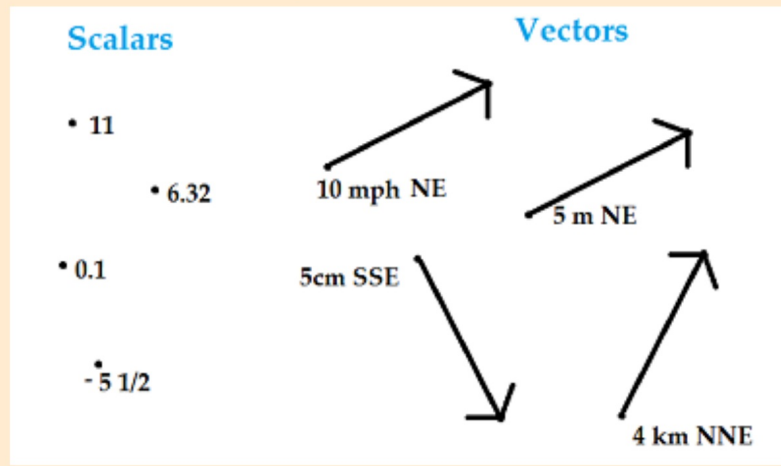 Scalars
Vectors
11
6.32
0.1
- 5 1/2
10 mph NE
5 m NE
5cm SSE
4 km NNE